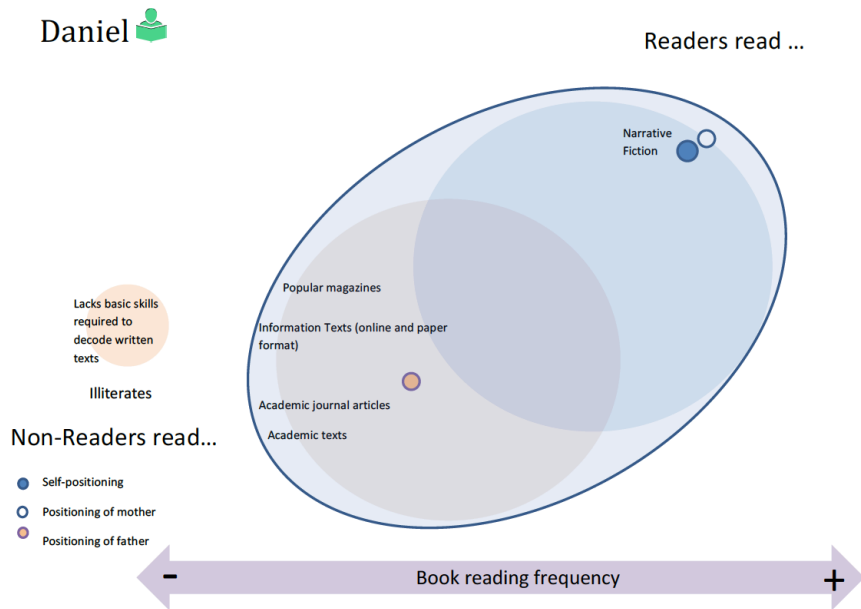 Daniel
Readers read ...
Narrative
Fiction
Popular magazines
Lacks basic skills
required to
decode written
texts
Information Texts (online and paper
format)
Illiterates
Academic journal articles
Academic texts
Non-Readers read...
Self-positioning
Positioning of mother
Positioning of father
- Book reading frequency +